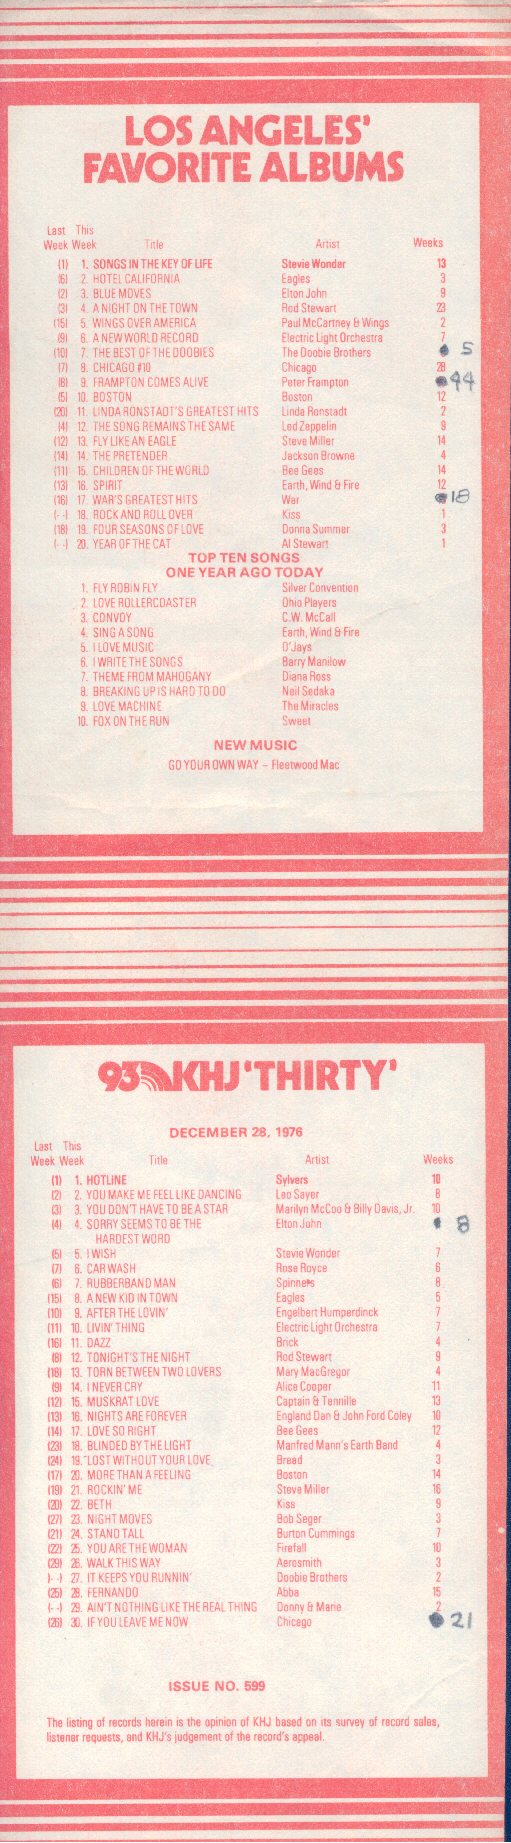 LOS ANGELES'
FAVORITE ALBUMS
Last This
Week Week Title Artist Weeks
(1) 1. SONGS IN THE KEY OF LIFE Stevie Wonder 13
(6) 2. HOTEL CALIFORNIA Eagles 3
(2) 3. BLUE MOVES Elton John 9
(3) 4. A NIGHT ON THE TOWN Rod Stewart 23
(15) 5. WINGS OVER AMERICA Paul McCartney & Wings 2
(9) 6. A NEW WORLD RECORD Electric Light Orchestra 7
(10) 7. THE BEST OF THE DOOBIES The Doobie Brothers 5
(7) 8. CHICAGO #10 Chicago 28
(8) 9. FRAMPTON COMES ALIVE Peter Frampton 44
(5) 10. BOSTON Boston 12
(20) 11. LINDA RONSTADT'S GREATEST HITS Linda Ronstadt 2
(4) 12. THE SONG REMAINS THE SAME Led Zeppelin 9
(12) 13. FLY LIKE AN EAGLE Steve Miller 14
(14) 14. THE PRETENDER Jackson Browne 4
(11) 15. CHILDREN OF THE WORLD Bee Gees 14
(13) 16. SPIRIT Earth, Wind & Fire 12
(16) 17. WAR'S GREATEST HITS War 18
(- -) 18. ROCK AND ROLL OVER Kiss 1
(18) 19. FOUR SEASONS OF LOVE Donna Summer 3
(- -) 20. YEAR OF THE CAT Al Stewart 1
TOP TEN SONGS
ONE YEAR AGO TODAY
1. FLY ROBIN FLY Silver Convention
2. LOVE ROLLERCOASTER Ohio Players
3. CONVOY C.W. McCall
4. SING A SONG Earth, Wind & Fire
5. I LOVE MUSIC O'Jays
6. I WRITE THE SONGS Barry Manilow
7. THEME FROM MAHOGANY Diana Ross
8. BREAKING UP IS HARD TO DO Neil Sedaka
9. LOVE MACHINE The Miracles
10. FOX ON THE RUN Sweet
NEW MUSIC
GO YOUR OWN WAY – Fleetwood Mac
93 KHJ 'THIRTY'
DECEMBER 28, 1976
Last This
Week Week Title Artist Weeks
(1) 1. HOTLINE Sylvers 10
(2) 2. YOU MAKE ME FEEL LIKE DANCING Leo Sayer 8
(3) 3. YOU DON'T HAVE TO BE A STAR Marilyn McCoo & Billy Davis, Jr. 10
(4) 4. SORRY SEEMS TO BE THE Elton John 8
HARDEST WORD
(5) 5. I WISH Stevie Wonder 7
(7) 6. CAR WASH Rose Royce 6
(6) 7. RUBBERBAND MAN Spinners 8
(15) 8. A NEW KID IN TOWN Eagles 5
(10) 9. AFTER THE LOVIN' Engelbert Humperdinck 7
(11) 10. LIVIN' THING Electric Light Orchestra 7
(16) 11. DAZZ Brick 4
(8) 12. TONIGHT'S THE NIGHT Rod Stewart 9
(18) 13. TORN BETWEEN TWO LOVERS Mary MacGregor 4
(9) 14. I NEVER CRY Alice Cooper 11
(12) 15. MUSKRAT LOVE Captain & Tennille 13
(13) 16. NIGHTS ARE FOREVER England Dan & John Ford Coley 10
(14) 17. LOVE SO RIGHT Bee Gees 12
(23) 18. BLINDED BY THE LIGHT Manfred Mann's Earth Band 4
(24) 19. LOST WITHOUT YOUR LOVE Bread 3
(17) 20. MORE THAN A FEELING Boston 14
(19) 21. ROCKIN' ME Steve Miller 16
(20) 22. BETH Kiss 9
(27) 23. NIGHT MOVES Bob Seger 3
(21) 24. STAND TALL Burton Cummings 7
(22) 25. YOU ARE THE WOMAN Firefall 10
(29) 26. WALK THIS WAY Aerosmith 3
(- -) 27. IT KEEPS YOU RUNNIN' Doobie Brothers 2
(25) 28. FERNANDO Abba 15
(- -) 29. AIN'T NOTHING LIKE THE REAL THING Donny & Marie 2
(26) 30. IF YOU LEAVE ME NOW Chicago 21
ISSUE NO. 599
The listing of records herein is the opinion of KHJ based on its survey of record sales,
listener requests, and KHJ's judgement of the record's appeal.